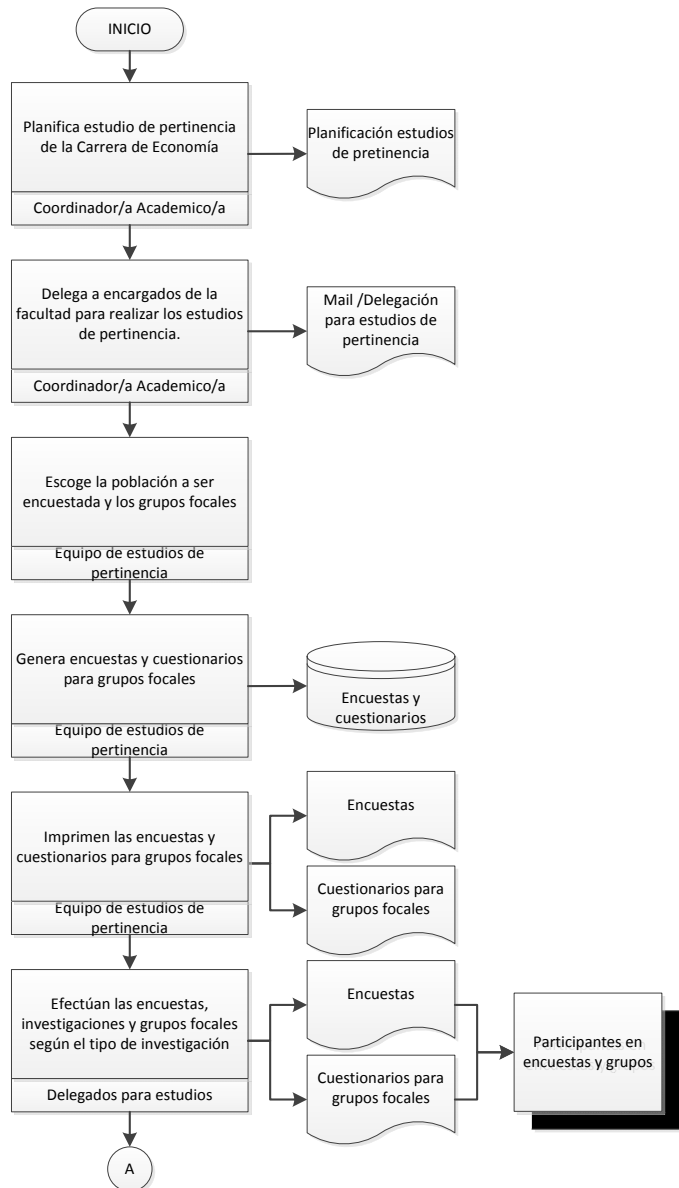 INICIO
Planifica estudio de pertinencia
de la Carrera de Economía
Coordinador/a Academico/a
Planificación estudios
de pretinencia
Delega a encargados de la
facultad para realizar los estudios
de pertinencia.
Coordinador/a Academico/a
Mail /Delegación
para estudios de
pertinencia
Escoge la población a ser
encuestada y los grupos focales
Equipo de estudios de
pertinencia
Genera encuestas y cuestionarios
para grupos focales
Equipo de estudios de
pertinencia
Encuestas y
cuestionarios
Imprimen las encuestas y
cuestionarios para grupos focales
Equipo de estudios de
pertinencia
Encuestas
Cuestionarios para
grupos focales
Efectúan las encuestas,
investigaciones y grupos focales
según el tipo de investigación
Delegados para estudios
Encuestas
Cuestionarios para
grupos focales
Participantes en
encuestas y grupos
A